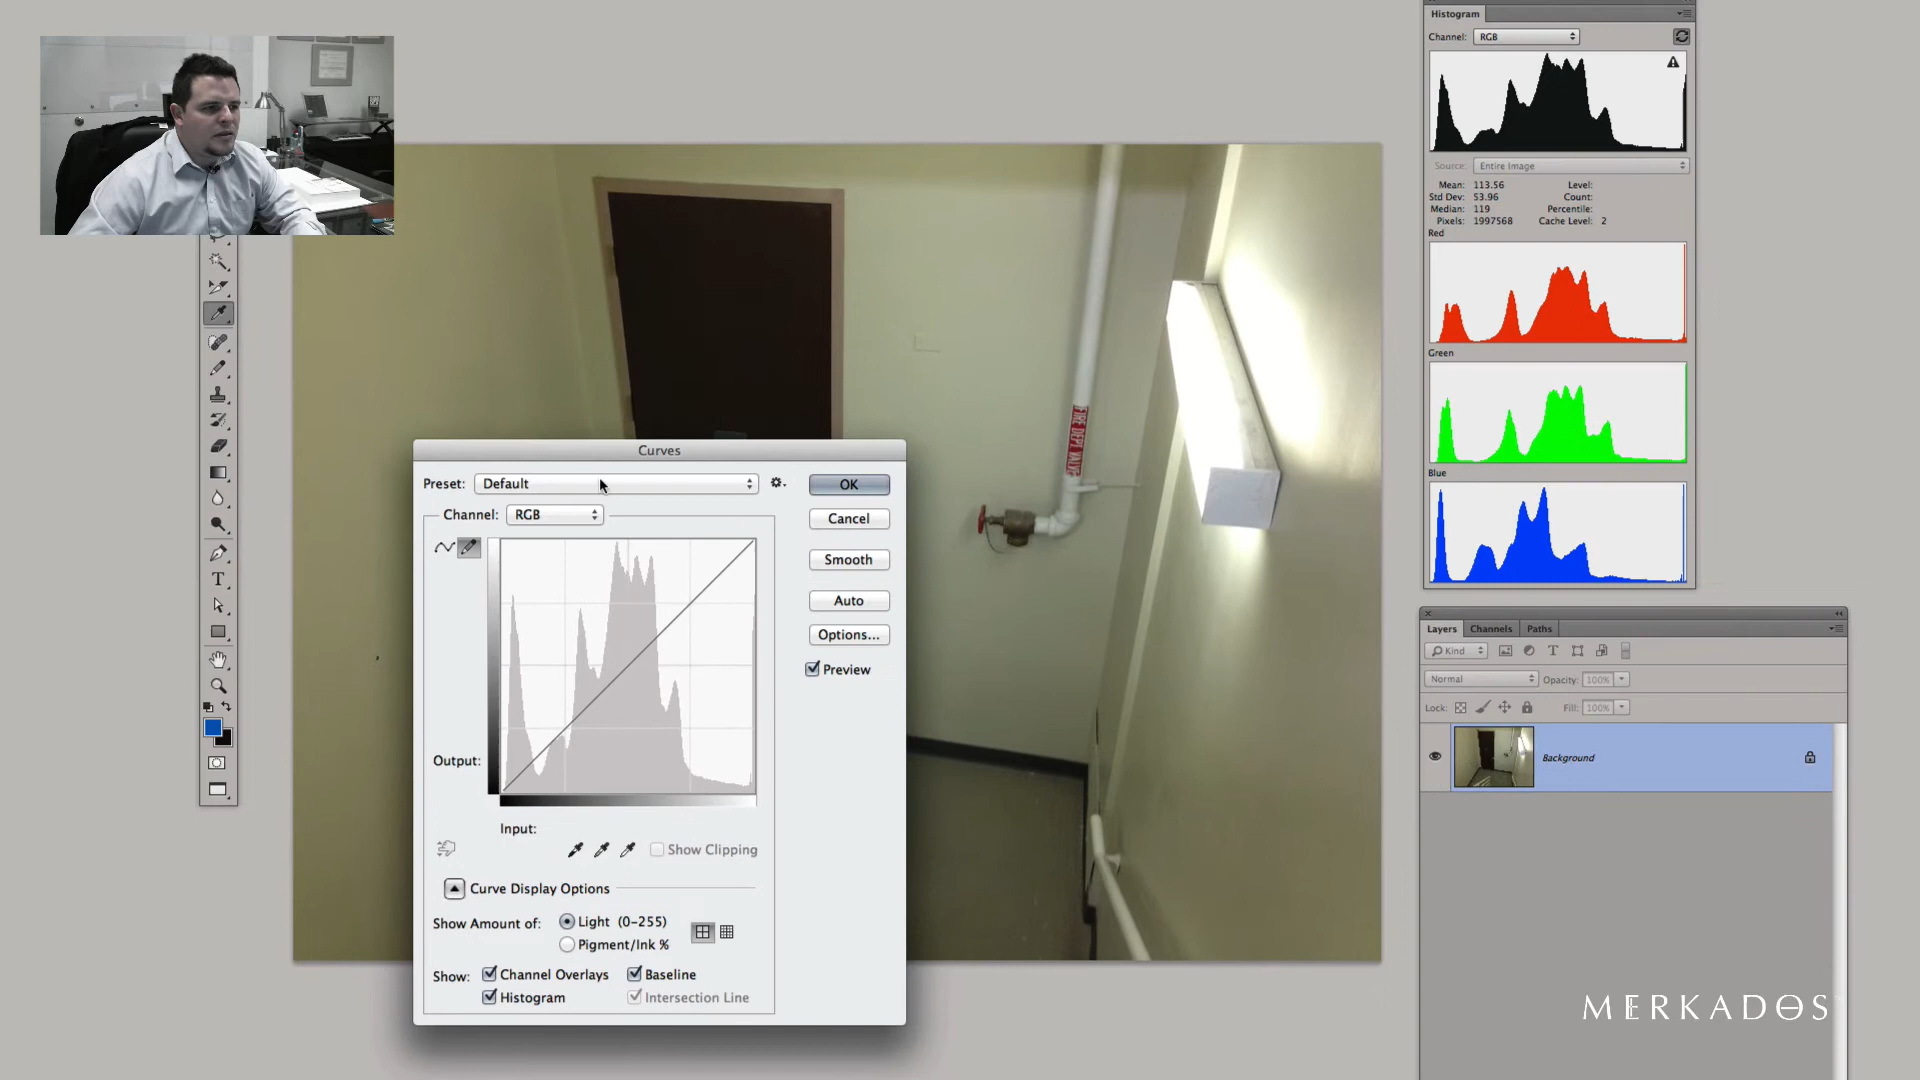 Histogram
Channel: RGB
Source: Entire Image
Mean: 113.56 Level:
Std Dev: 53.96 Count:
Median: 119 Percentile:
Pixels: 1997568 Cache Level: 2
Red
Green
Blue
FIRE DEPT VALVE
Curves
Preset: Default
OK
Channel: RGB
Cancel
Smooth
Auto
Options...
Preview
Output:
Input:
Show Clipping
Curve Display Options
Show Amount of: Light (0-255)
Pigment/Ink %
Show: Channel Overlays Baseline
Histogram Intersection Line
Layers Channels Paths
Kind T
Normal Opacity: 100%
Lock: Fill: 100%
Background
T
MERKADOS